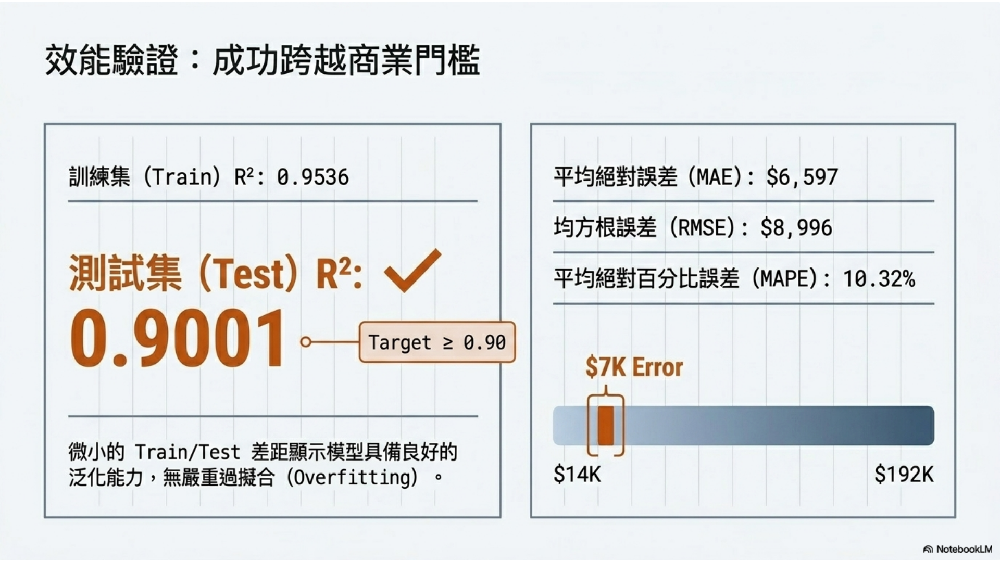 效能驗證：成功跨越商業門檻
訓練集（Train）R²: 0.9536
測試集（Test）R²:
0.9001
Target ≥ 0.90
微小的 Train/Test 差距顯示模型具備良好的
泛化能力，無嚴重過擬合（Overfitting）。
平均絕對誤差（MAE）: $6,597
均方根誤差（RMSE）: $8,996
平均絕對百分比誤差（MAPE）: 10.32%
$7K Error
$14K
$192K
NotebookLM